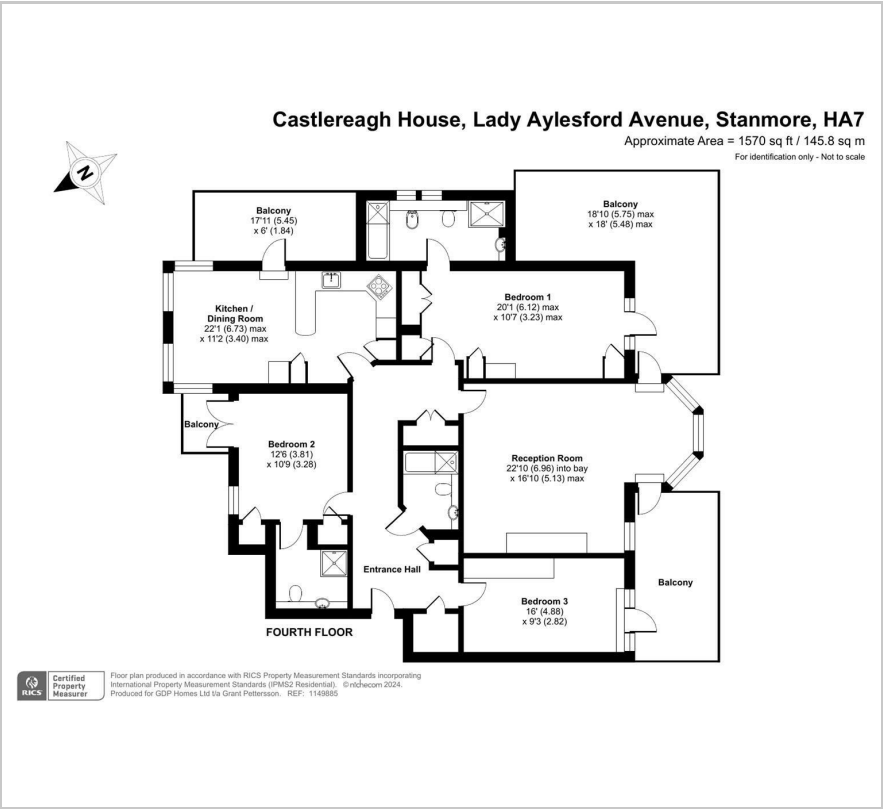 Castlereagh House, Lady Aylesford Avenue, Stanmore, HA7
Approximate Area = 1570 sq ft / 145.8 sq m
For identification only - Not to scale
N
Balcony
17'11 (5.45)
x 6' (1.84)
Balcony
18'10 (5.75) max
x 18' (5.48) max
Kitchen /
Dining Room
22'1 (6.73) max
x 11'2 (3.40) max
Bedroom 1
20'1 (6.12) max
x 10'7 (3.23) max
Balcony
Bedroom 2
12'6 (3.81)
x 10'9 (3.28)
Reception Room
22'10 (6.96) into bay
x 16'10 (5.13) max
Entrance Hall
Balcony
Bedroom 3
16' (4.88)
x 9'3 (2.82)
FOURTH FLOOR
RICS
Certified
Property
Measurer
Floor plan produced in accordance with RICS Property Measurement Standards incorporating
International Property Measurement Standards (IPMS2 Residential). © nichecom 2024.
Produced for GDP Homes Ltd t/a Grant Pettersson. REF: 1149885